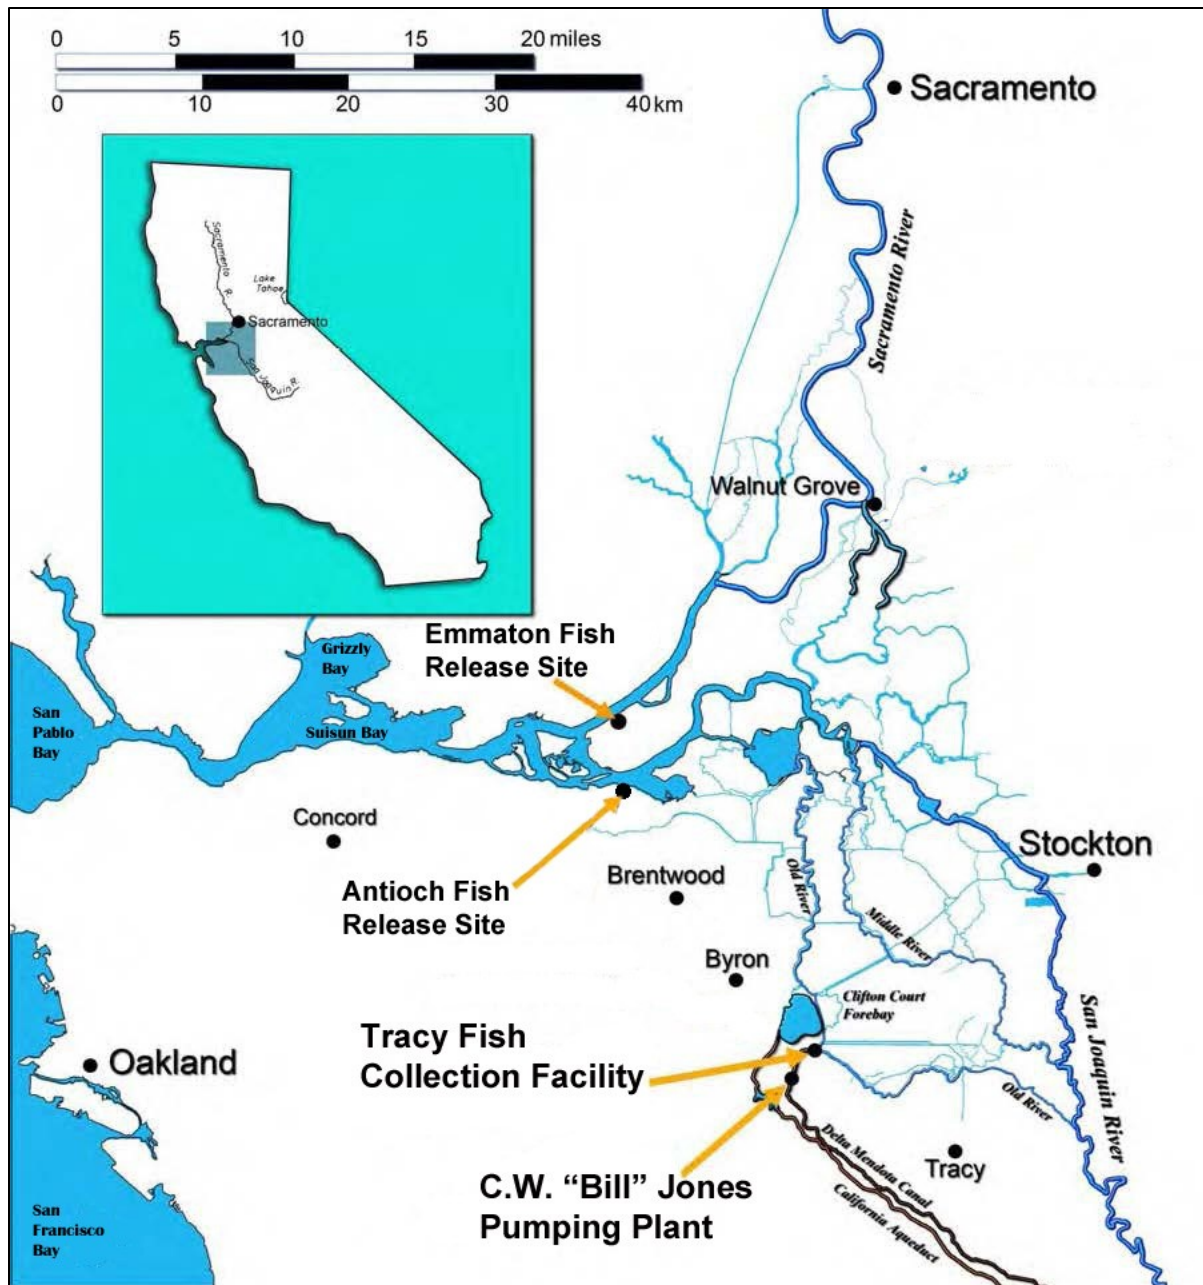 0 5 10 15 20 miles
0 10 20 30 40 km
Sacramento
Sacramento R.
Lake
Tahoe
Sacramento
San Joaquin R.
Sacramento River
Walnut Grove
Emmaton Fish
Release Site
Grizzly
Bay
San
Pablo
Bay
Suisun Bay
Concord
Stockton
Brentwood
Antioch Fish
Release Site
Old River
Middle River
Byron
Clifton Court
Forebay
San Joaquin River
Tracy Fish
Collection Facility
Oakland
Old River
Delta Mendota Canal
California Aqueduct
Tracy
C.W. “Bill” Jones
Pumping Plant
San
Francisco
Bay